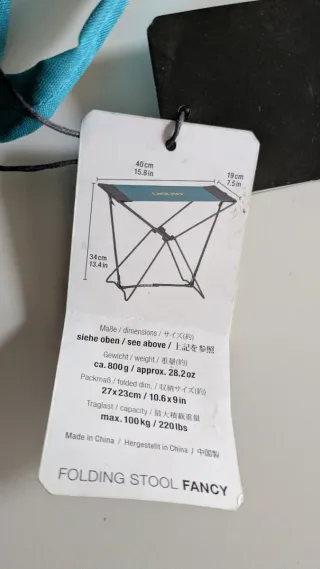 40cm
15.8in
19cm
7.5in
34cm
13.4in
Maße / dimensions / サイズ(約)
siehe oben / see above / 上記を参照
Gewicht / weight / 重量(約)
ca. 800g / approx. 28.2oz
Packmaß / folded dim. / 収納サイズ(約)
27x23cm / 10.6x9in
Traglast / capacity / 最大積載重量
max. 100kg / 220lbs
Made in China / Hergestellt in China / 中国製
FOLDING STOOL FANCY